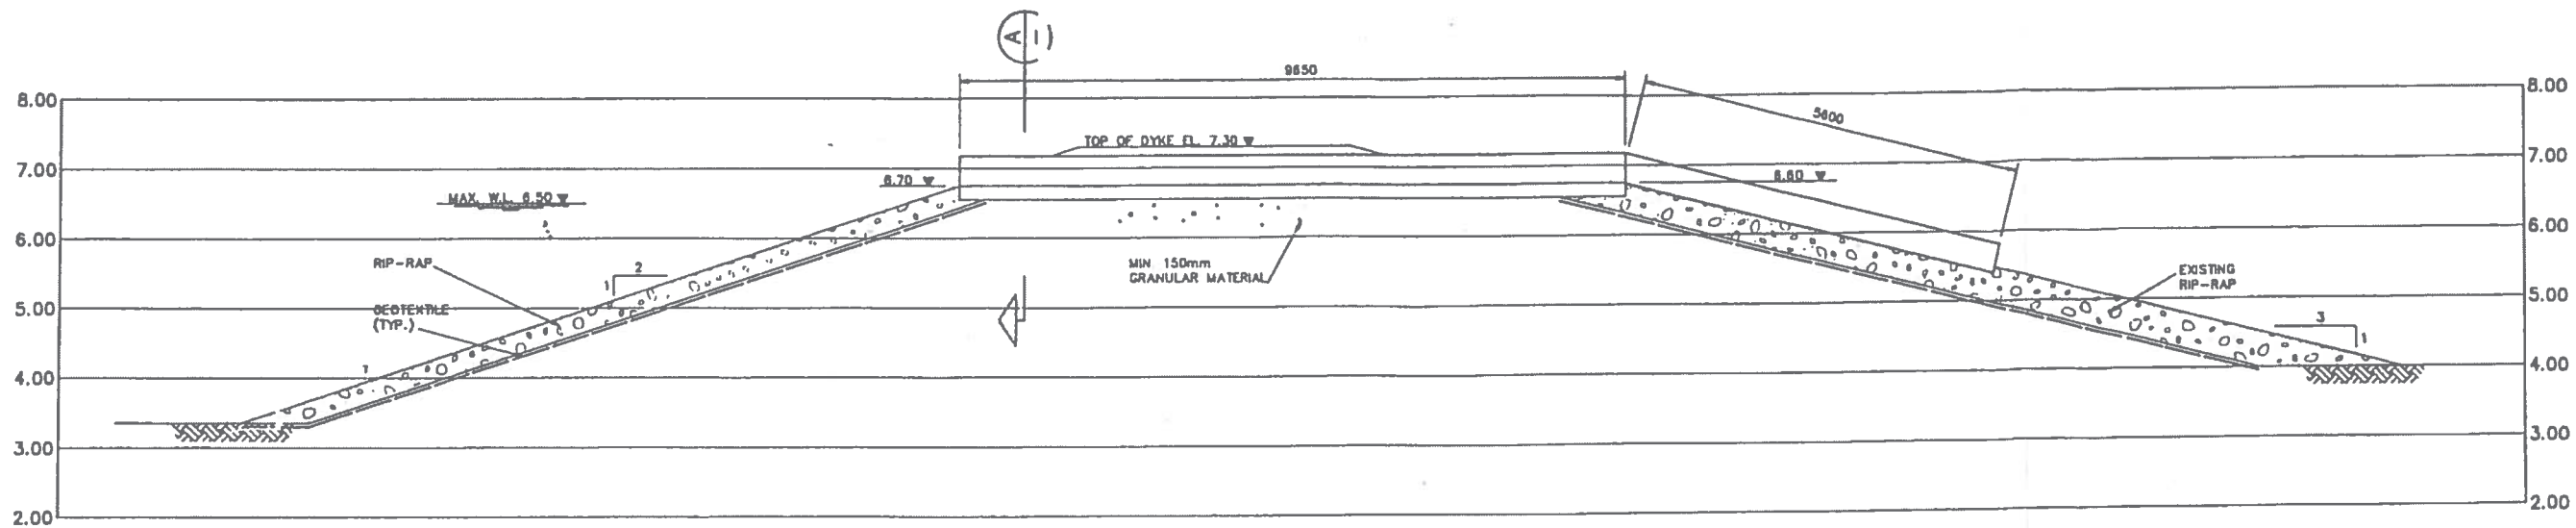 A
9650
8.00
8.00
5600
TOP OF DYKE EL. 7.30
7.00
7.00
6.70
6.60
MAX. W.L. 6.50
6.00
6.00
RIP-RAP
2
1
MIN 150mm
GRANULAR MATERIAL
EXISTING
RIP-RAP
5.00
5.00
GEOTEXTILE
(TYP.)
3
1
4.00
4.00
3.00
3.00
2.00
2.00